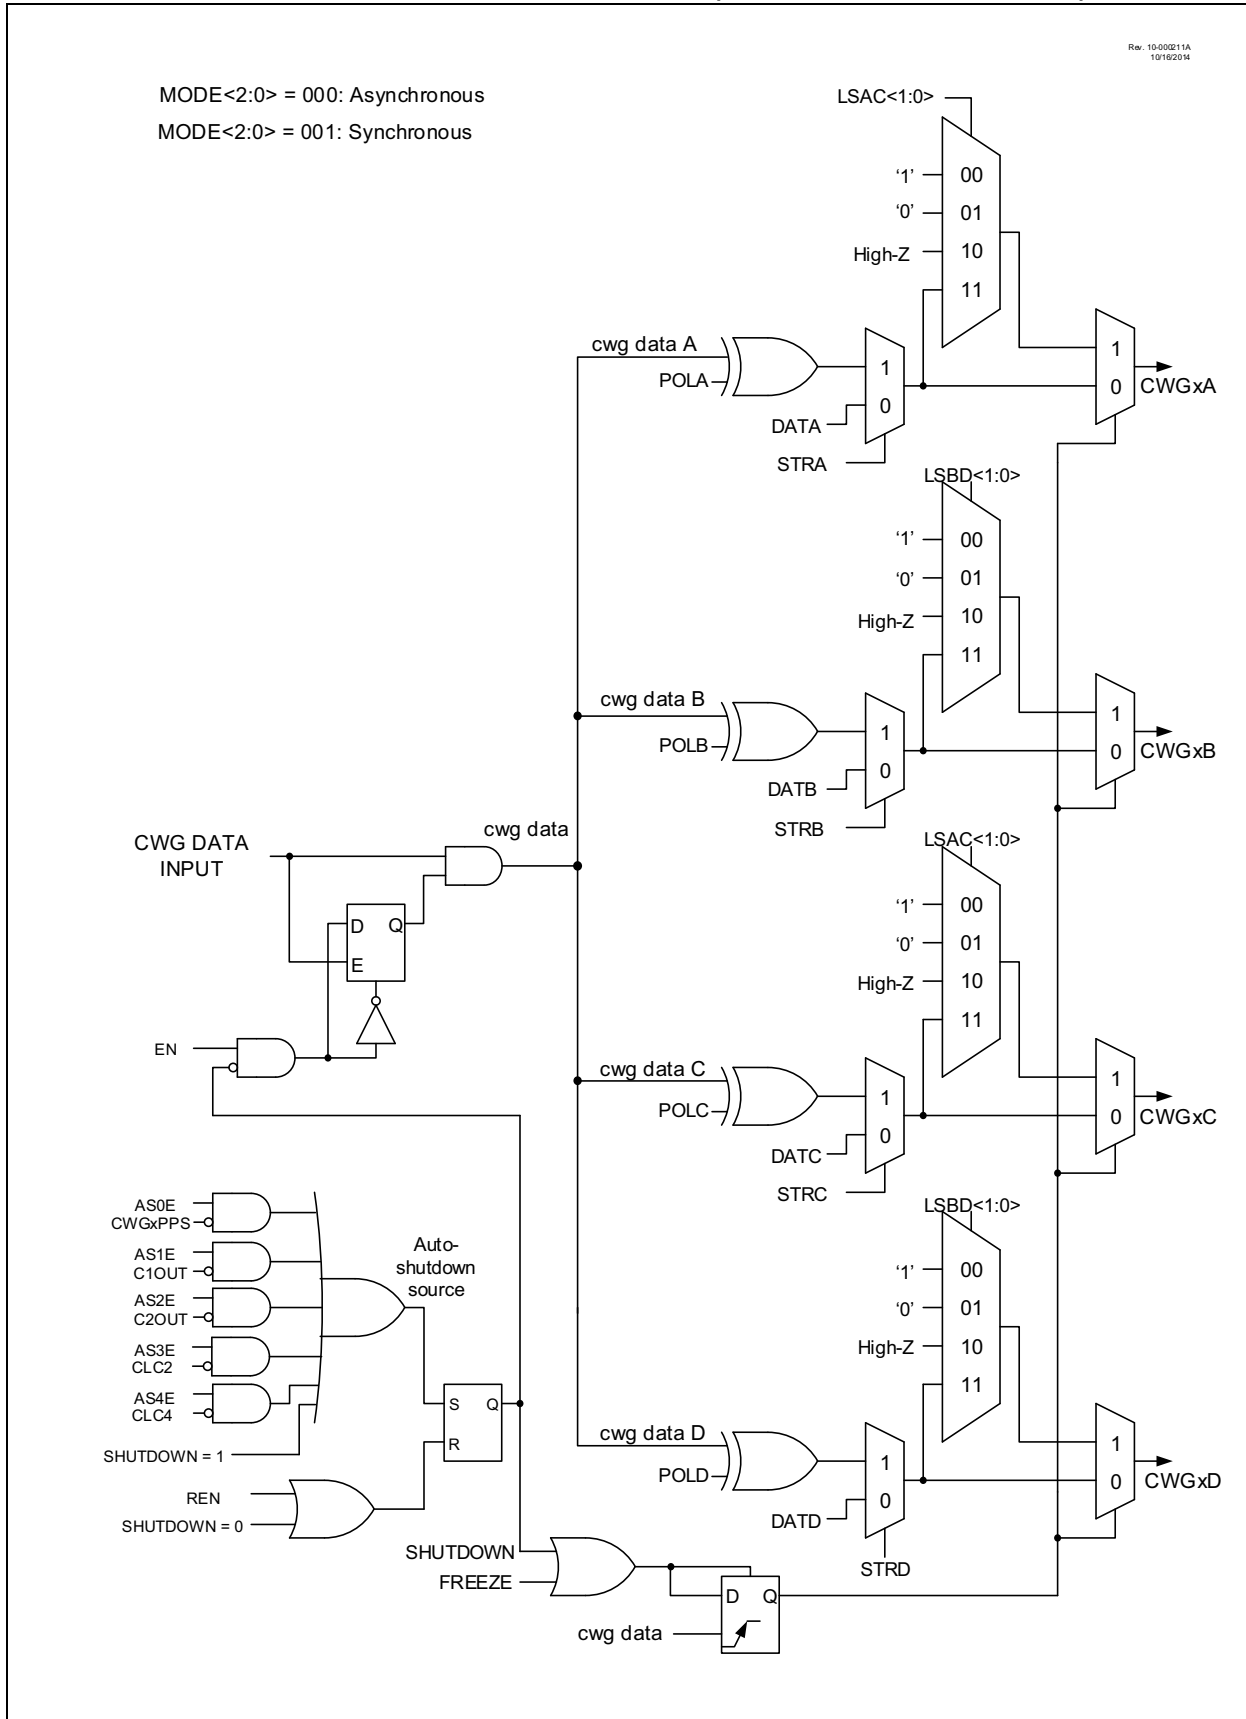 Rev. 10-000211A
10/16/2014
MODE<2:0> = 000: Asynchronous
MODE<2:0> = 001: Synchronous
LSAC<1:0>
'1'
00
'0'
01
High-Z
10
11
cwg data A
POLA
1
0
DATA
STRA
1
0
CWGxA
LSBD<1:0>
'1'
00
'0'
01
High-Z
10
11
cwg data B
POLB
1
0
DATB
STRB
1
0
CWGxB
CWG DATA
INPUT
cwg data
D
Q
E
EN
LSAC<1:0>
'1'
00
'0'
01
High-Z
10
11
cwg data C
POLC
1
0
DATC
STRC
1
0
CWGxC
AS0E
CWGxPPS
AS1E
C1OUT
AS2E
C2OUT
AS3E
CLC2
AS4E
CLC4
SHUTDOWN = 1
Auto-
shutdown
source
S
Q
R
REN
SHUTDOWN = 0
LSBD<1:0>
'1'
00
'0'
01
High-Z
10
11
cwg data D
POLD
1
0
DATD
STRD
1
0
CWGxD
SHUTDOWN
FREEZE
D
Q
cwg data